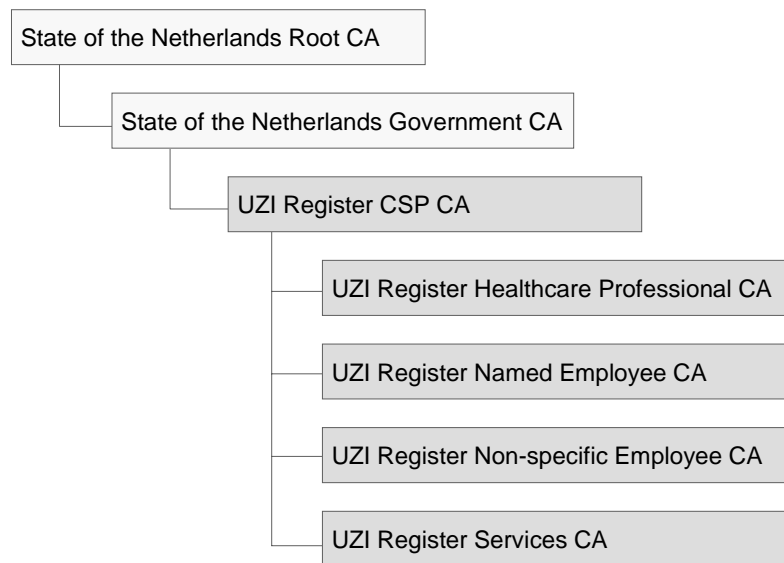 State of the Netherlands Root CA
State of the Netherlands Government CA
UZI Register CSP CA
UZI Register Healthcare Professional CA
UZI Register Named Employee CA
UZI Register Non-specific Employee CA
UZI Register Services CA